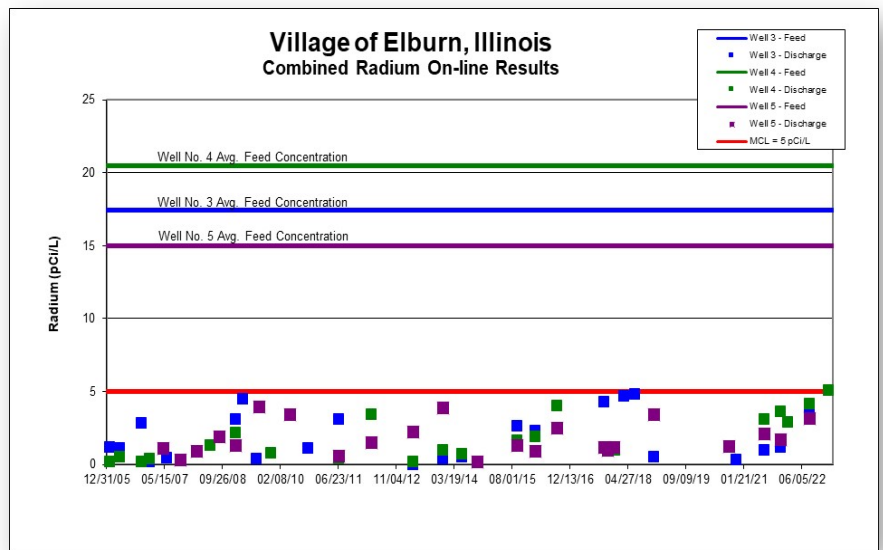 Village of Elburn, Illinois
Combined Radium On-line Results
Well 3 - Feed
Well 3 - Discharge
Well 4 - Feed
Well 4 - Discharge
Well 5 - Feed
Well 5 - Discharge
MCL = 5 pCi/L
Radium (pCi/L)
25
20
15
10
5
0
Well No. 4 Avg. Feed Concentration
Well No. 3 Avg. Feed Concentration
Well No. 5 Avg. Feed Concentration
12/31/05 05/15/07 09/26/08 02/08/10 06/23/11 11/04/12 03/19/14 08/01/15 12/13/16 04/27/18 09/09/19 01/21/21 06/05/22